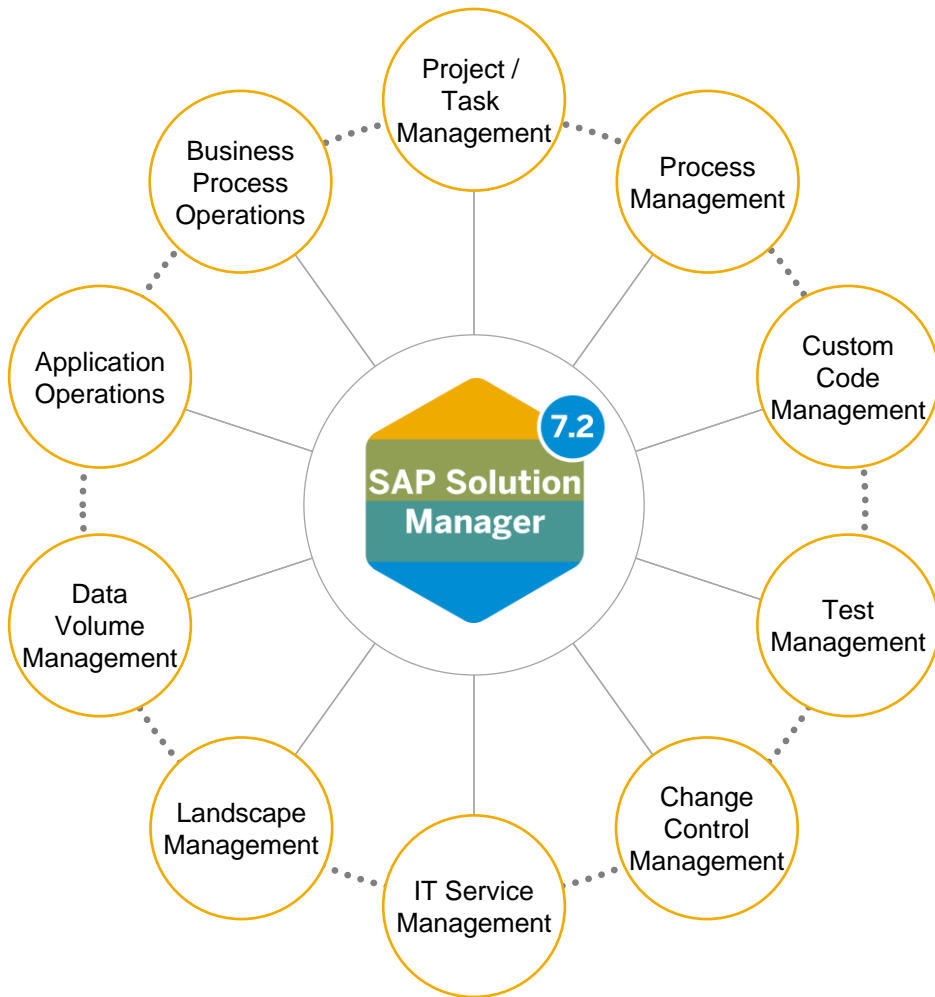 Project /
Task
Management
Process
Management
Custom
Code
Management
Test
Management
Change
Control
Management
IT Service
Management
Landscape
Management
Data
Volume
Management
Application
Operations
Business
Process
Operations
7.2
SAP Solution
Manager